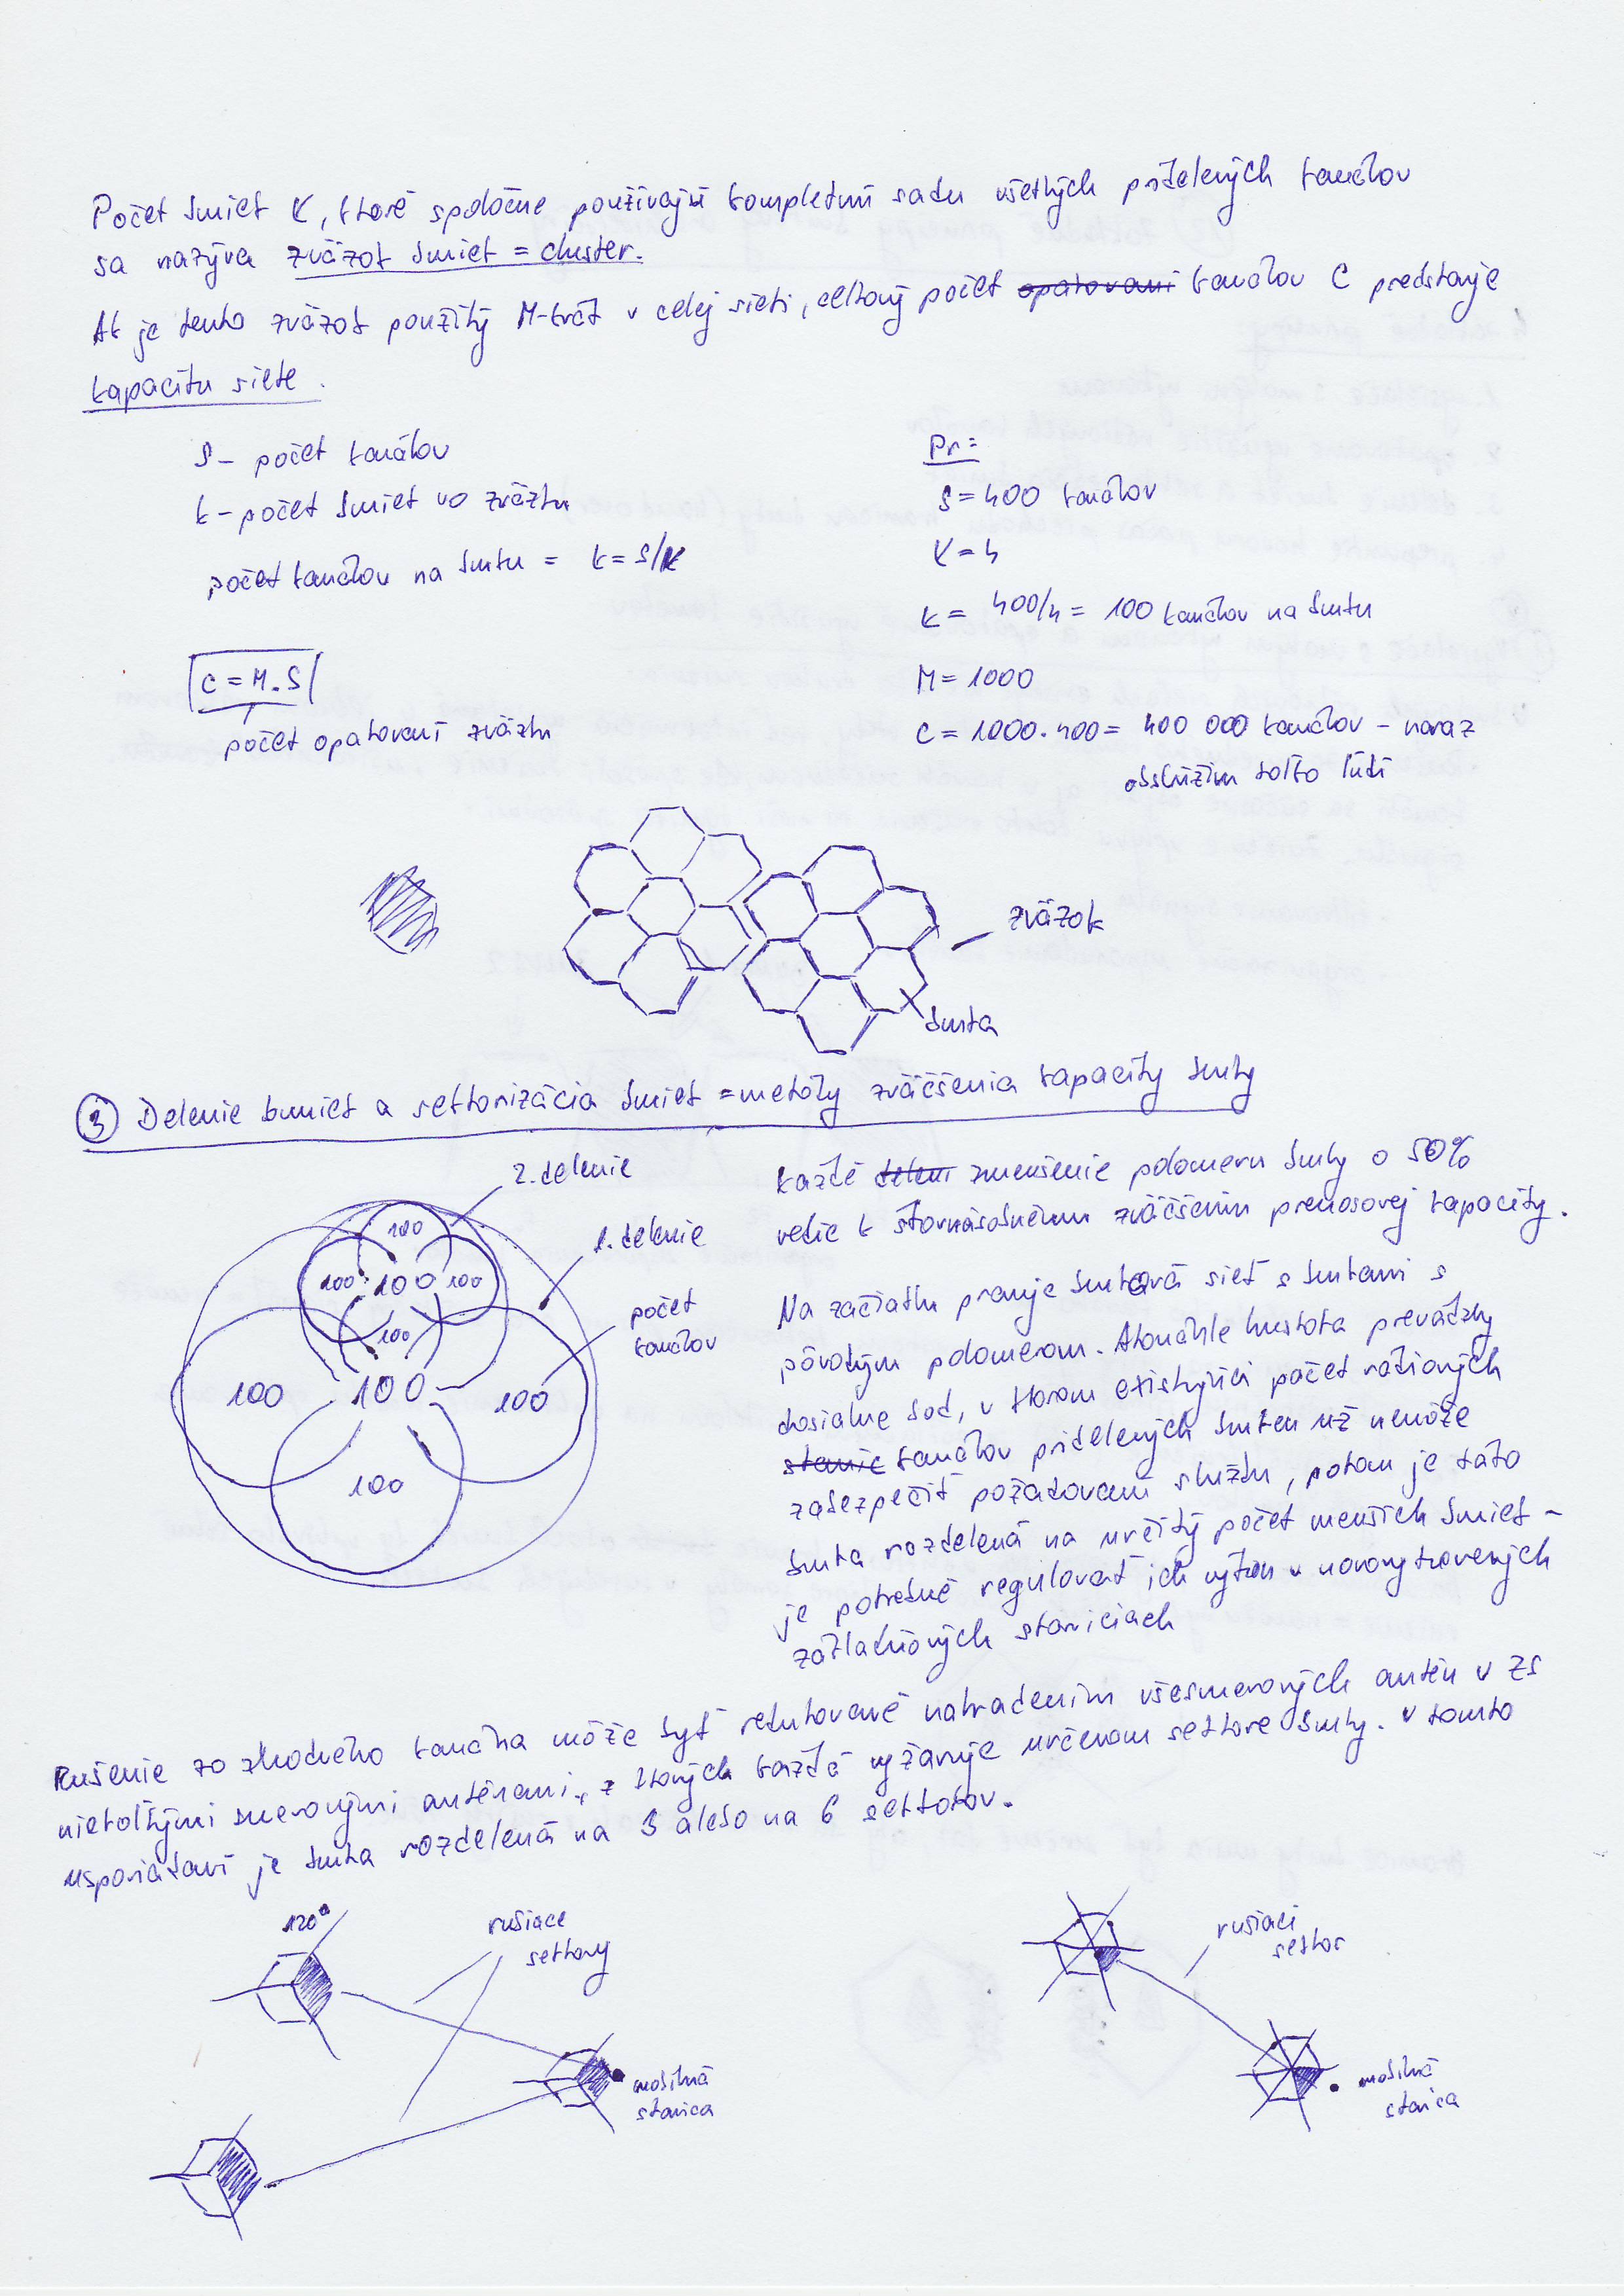 Počet buniek K, ktoré spoločne používajú kompletnú sadu všetkých pridelených kanálov
sa nazýva zväzok buniek = cluster.
Ak je tento zväzok použitý M-krát v celej sieti, celkový počet opakovaní kanálov C predstavuje
kapacitu siete.
S – počet kanálov
k – počet buniek vo zväzku
počet kanálov na bunku = k = S/K
C = M.S
počet opakovaní zväzku
Pr:
S = 400 kanálov
K = 4
k = 400/4 = 100 kanálov na bunku
M = 1000
C = 1000.400 = 400 000 kanálov – naraz
obslúžim toľko ľudí
zväzok
bunka
3 Delenie buniek a sektorizácia buniek = metódy zväčšenia kapacity bunky
2. delenie
1. delenie
počet
kanálov
100
100 100 100
100
100 100 100
100
každé deleni zmenšenie polomeru bunky o 50%
vedie k štvornásobnému zväčšeniu prenosovej kapacity.
Na začiatku pracuje bunková sieť s bunkami s
pôvodným polomerom. Akonáhle hustota prevádzky
dosiahne bod, v ktorom existujúci počet rádiových
staníc kanálov pridelených bunken už nemôže
zabezpečiť požadovanú službu, potom je táto
bunka rozdelená na určitý počet menších buniek –
je potrebné regulovať ich výkon v novovytvorených
základňových staniciach
Rušenie zo zhodného kanálna môže byť redukované nahradením všesmerových antén v ZS
niekoľkými smerovými anténami, z ktorých každá vyžaruje určenom sektore bunky. V tomto
usporiadaní je bunka rozdelená na 3 alebo na 6 sektorov.
120°
rušiace
sektory
mobilná
stanica
rušiaci
sektor
mobilná
stanica